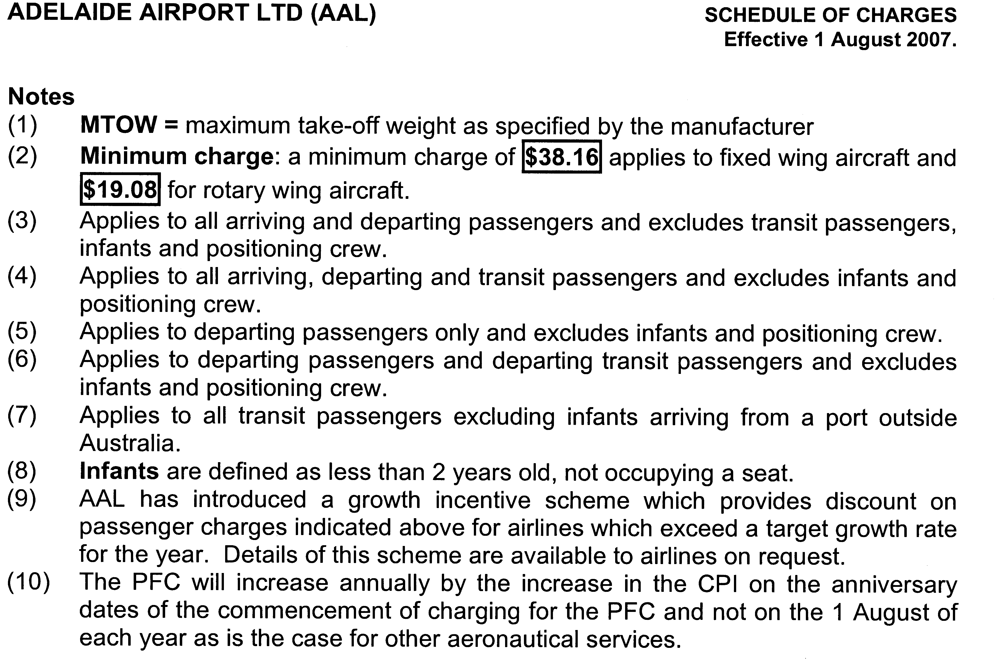 ADELAIDE AIRPORT LTD (AAL)
SCHEDULE OF CHARGES
Effective 1 August 2007.
Notes
(1) MTOW = maximum take-off weight as specified by the manufacturer
(2) Minimum charge: a minimum charge of $38.16 applies to fixed wing aircraft and
$19.08 for rotary wing aircraft.
(3) Applies to all arriving and departing passengers and excludes transit passengers,
infants and positioning crew.
(4) Applies to all arriving, departing and transit passengers and excludes infants and
positioning crew.
(5) Applies to departing passengers only and excludes infants and positioning crew.
(6) Applies to departing passengers and departing transit passengers and excludes
infants and positioning crew.
(7) Applies to all transit passengers excluding infants arriving from a port outside
Australia.
(8) Infants are defined as less than 2 years old, not occupying a seat.
(9) AAL has introduced a growth incentive scheme which provides discount on
passenger charges indicated above for airlines which exceed a target growth rate
for the year. Details of this scheme are available to airlines on request.
(10) The PFC will increase annually by the increase in the CPI on the anniversary
dates of the commencement of charging for the PFC and not on the 1 August of
each year as is the case for other aeronautical services.